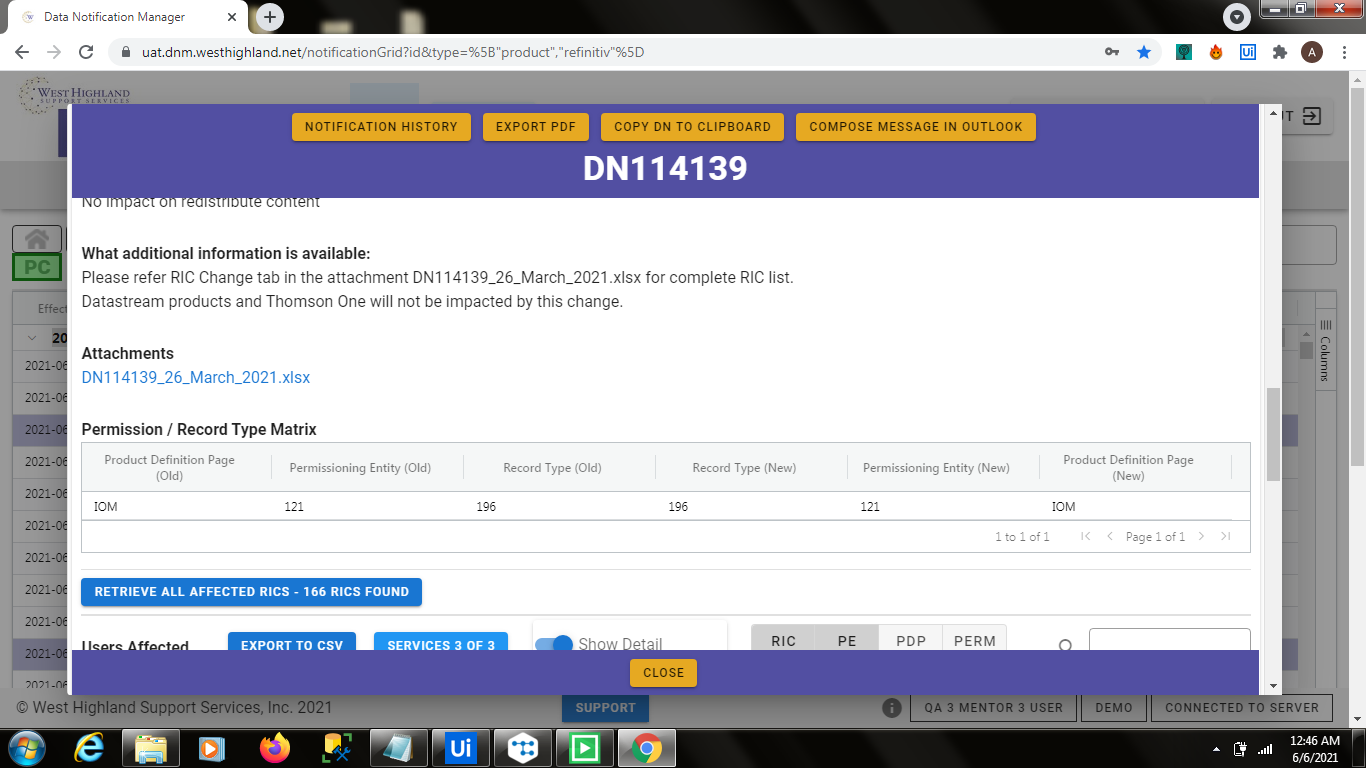 Data Notification Manager
uat.dnm.westhighland.net/notificationGrid?id&type=%5B"product","refinitiv"%5D
A
WEST HIGHLAND
SUPPORT SERVICES
NOTIFICATION HISTORY
EXPORT PDF
COPY DN TO CLIPBOARD
COMPOSE MESSAGE IN OUTLOOK
DN114139
No impact on redistribute content
What additional information is available:
Please refer RIC Change tab in the attachment DN114139_26_March_2021.xlsx for complete RIC list.
Datastream products and Thomson One will not be impacted by this change.
Attachments
DN114139_26_March_2021.xlsx
Permission / Record Type Matrix
Product Definition Page (Old)
Permissioning Entity (Old)
Record Type (Old)
Record Type (New)
Permissioning Entity (New)
Product Definition Page (New)
IOM 121 196 196 121 IOM
1 to 1 of 1
Page 1 of 1
RETRIEVE ALL AFFECTED RICS - 166 RICS FOUND
Users Affected
EXPORT TO CSV
SERVICES 3 OF 3
Show Detail
RIC PE PDP PERM
CLOSE
PC
Effect
20
2021-06
2021-06
2021-06
2021-06
2021-06
2021-06
2021-06
2021-06
2021-06
2021-06
2021-06
Columns
© West Highland Support Services, Inc. 2021
SUPPORT
QA 3 MENTOR 3 USER
DEMO
CONNECTED TO SERVER
Ui
12:46 AM
6/6/2021